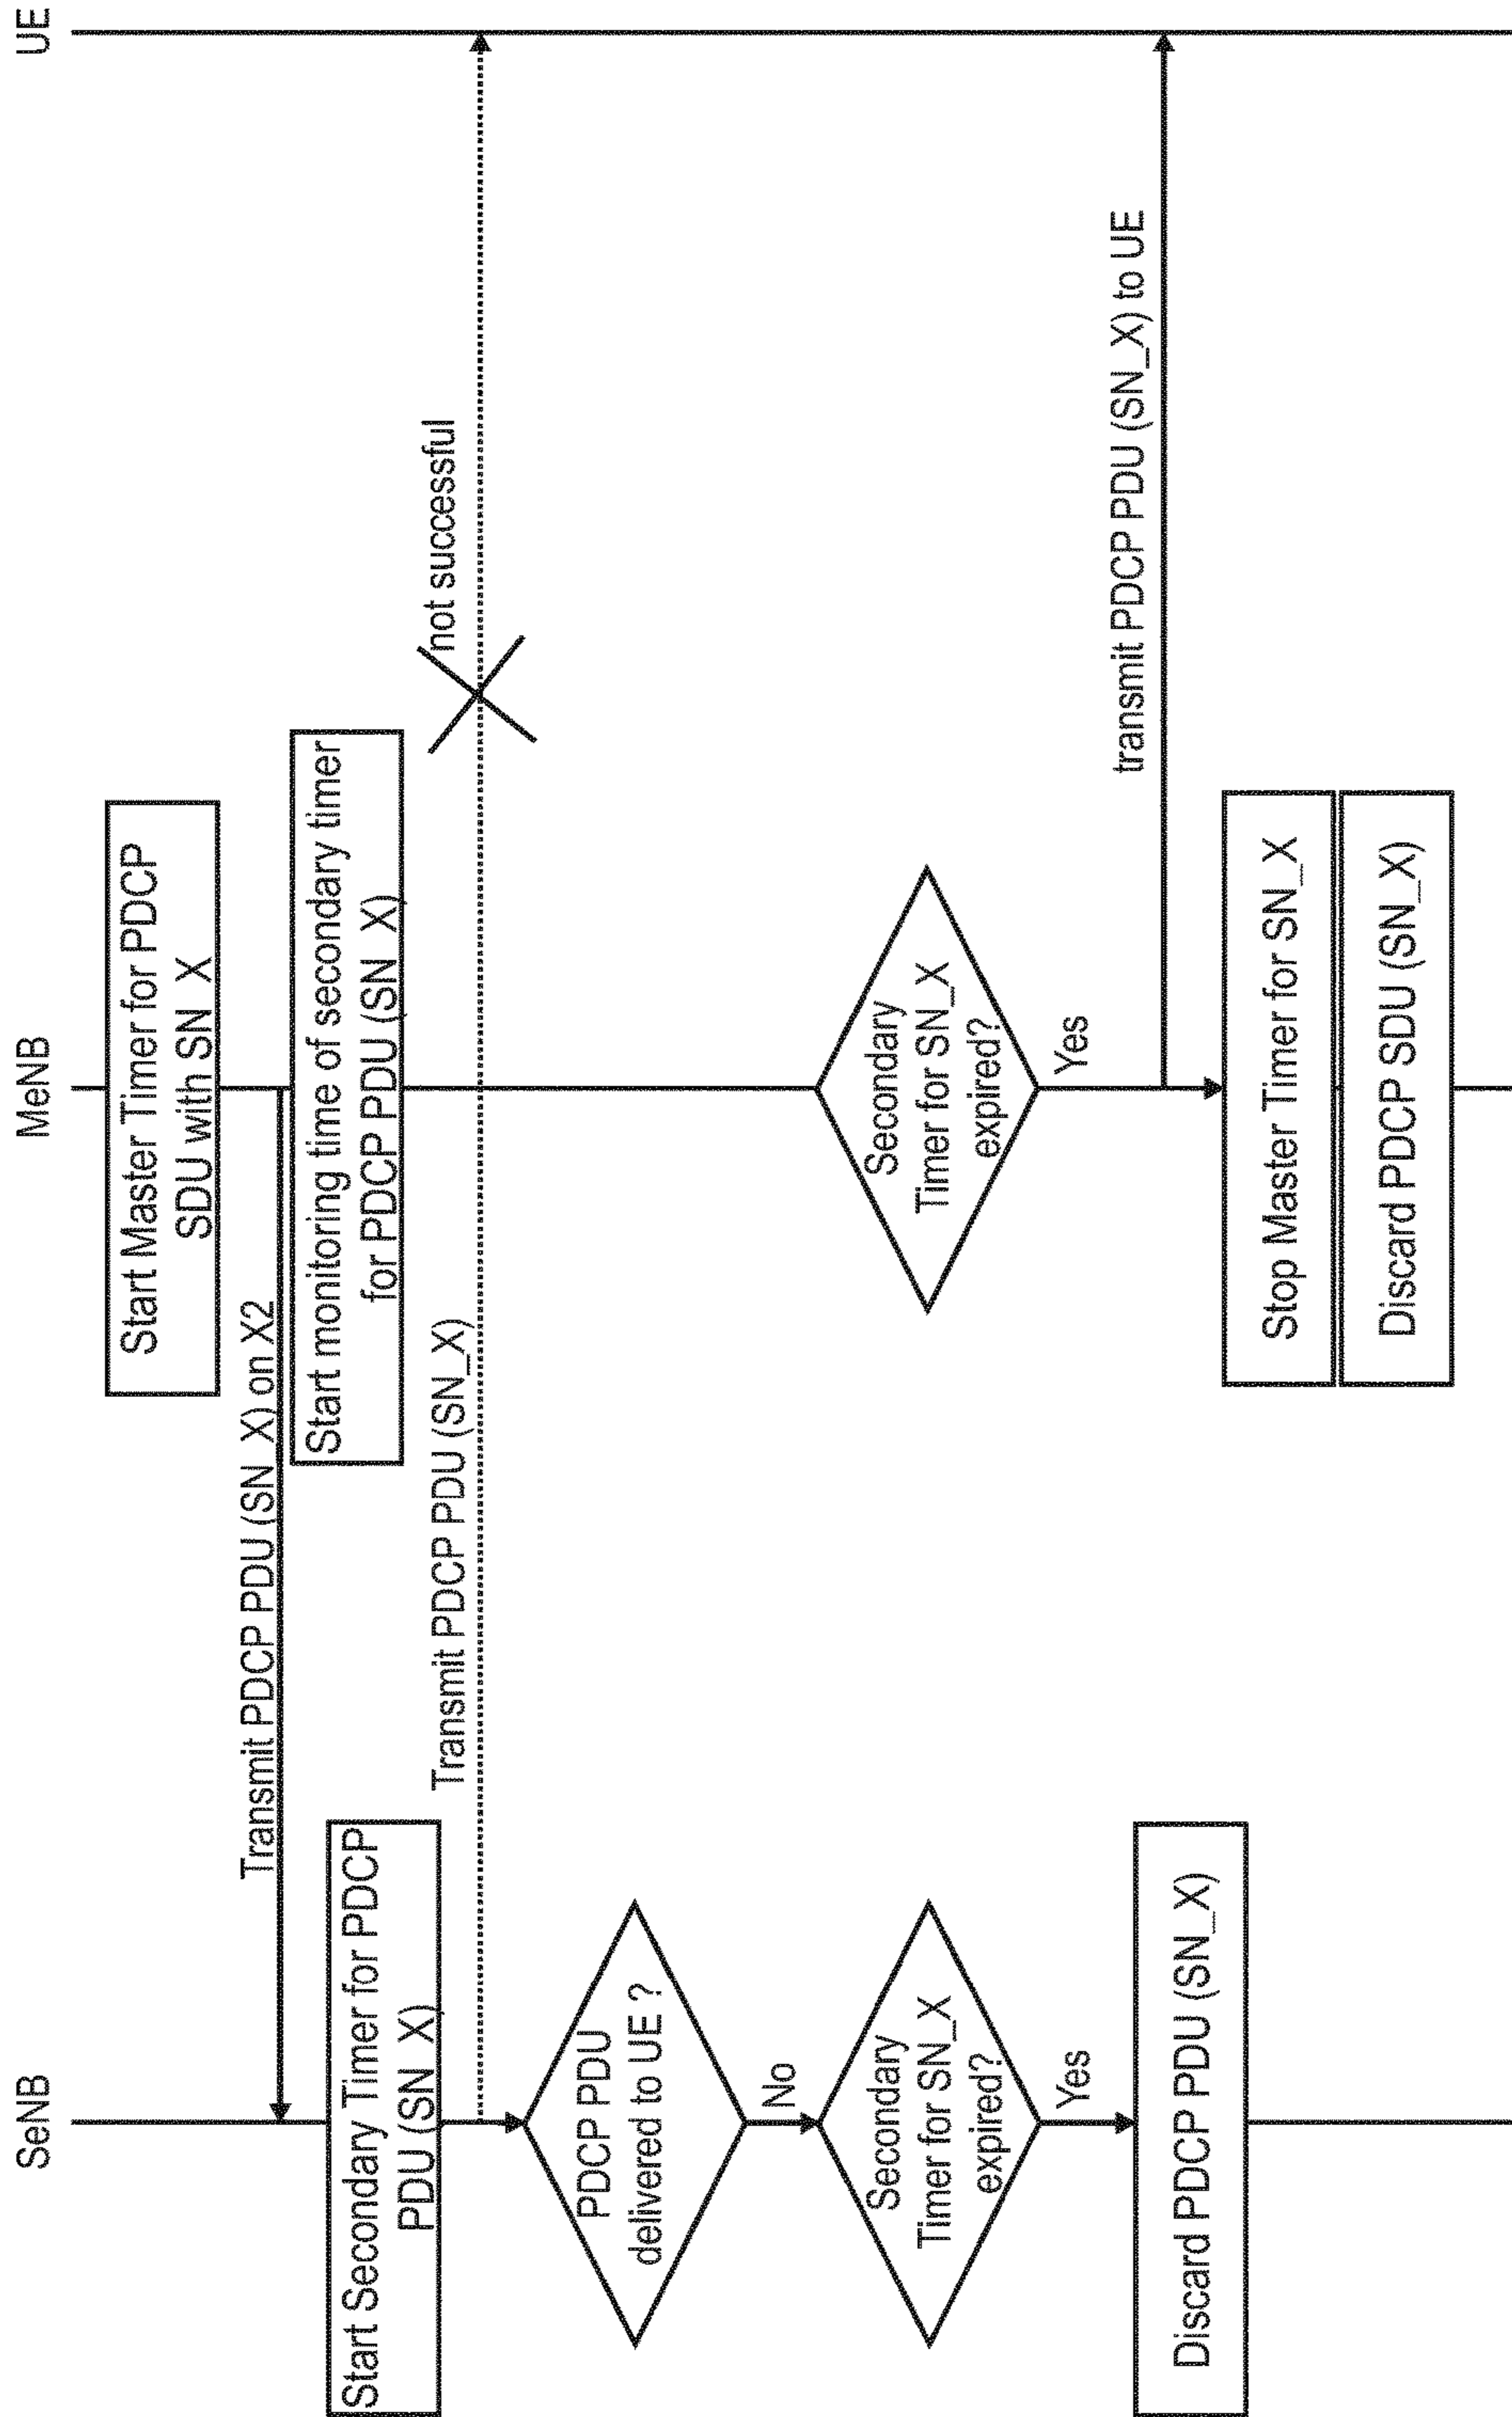 SeNB
MeNB
UE
Start Master Timer for PDCP
SDU with SN_X
Transmit PDCP PDU (SN_X) on X2
Start monitoring time of secondary timer
for PDCP PDU (SN_X)
Start Secondary Timer for PDCP
PDU (SN_X)
Transmit PDCP PDU (SN_X)
not successful
PDCP PDU
delivered to UE ?
No
Secondary
Timer for SN_X
expired?
Yes
Secondary
Timer for SN_X
expired?
Yes
transmit PDCP PDU (SN_X) to UE
Discard PDCP PDU (SN_X)
Stop Master Timer for SN_X
Discard PDCP SDU (SN_X)